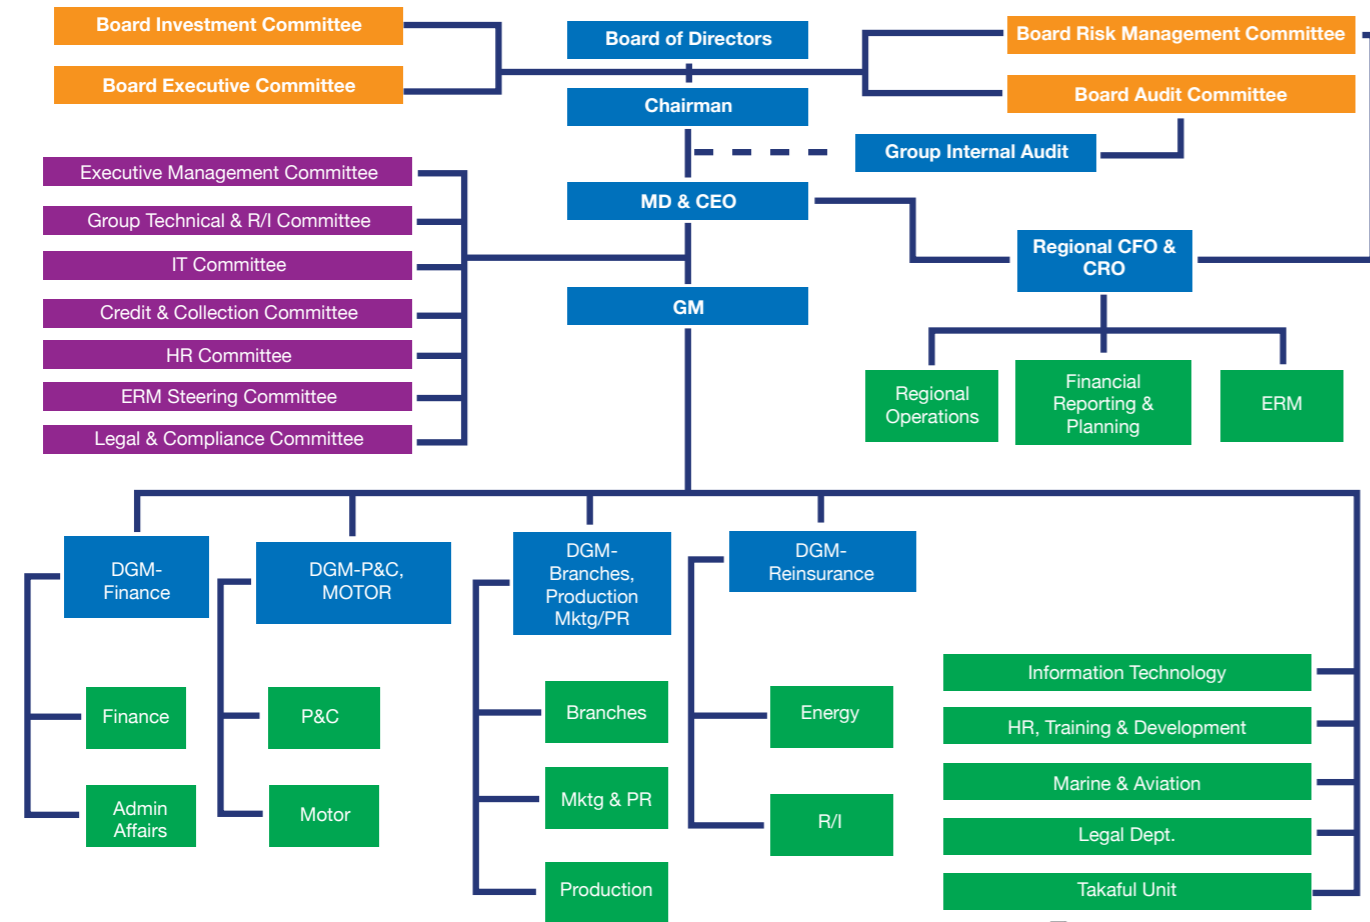 Board Investment Committee
Board Executive Committee
Board of Directors
Chairman
Board Risk Management Committee
Board Audit Committee
Group Internal Audit
Executive Management Committee
Group Technical & R/I Committee
IT Committee
Credit & Collection Committee
HR Committee
ERM Steering Committee
Legal & Compliance Committee
MD & CEO
GM
Regional CFO &
CRO
Regional
Operations
Financial
Reporting &
Planning
ERM
DGM-
Finance
Finance
Admin
Affairs
DGM-P&C,
MOTOR
P&C
Motor
DGM-
Branches,
Production
Mktg/PR
Branches
Mktg & PR
Production
DGM-
Reinsurance
Energy
R/I
Information Technology
HR, Training & Development
Marine & Aviation
Legal Dept.
Takaful Unit